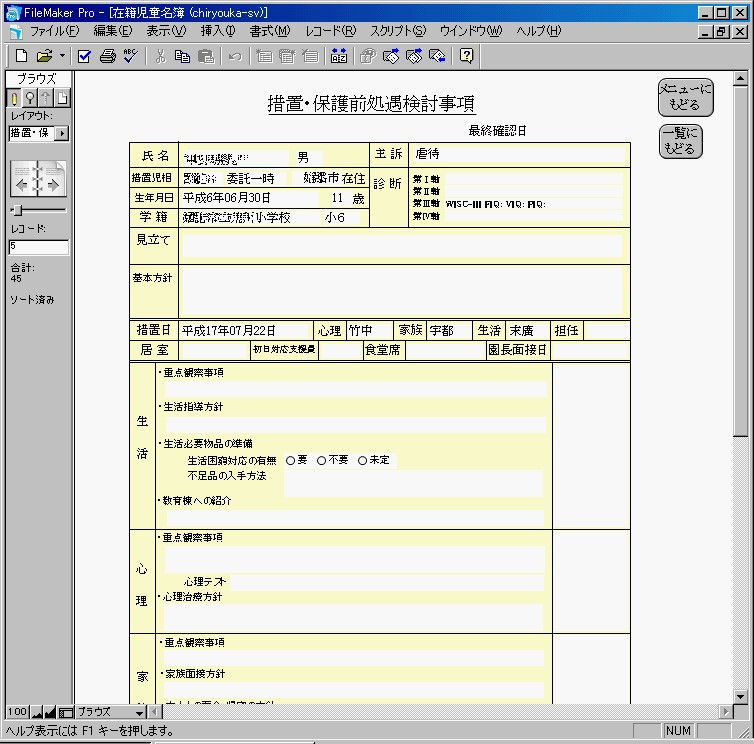 FileMaker Pro - [在籍児童名簿 (chiryouka-sv)]
ファイル(F) 編集(E) 表示(V) 挿入(I) 書式(M) レコード(R) スクリプト(S) ウインドウ(W) ヘルプ(H)
ブラウズ
レイアウト:
措置・保
レコード:
5
合計:
45
ソート済み
メニューに
もどる
一覧に
もどる
措置・保護前処遇検討事項
最終確認日
氏名 男 主訴 虐待
措置児相 委託一時 市在住 診断 第Ⅰ軸
第Ⅱ軸
生年月日 平成6年06月30日 11 歳 第Ⅲ軸 WISC-III FIQ: VIQ: PIQ:
学籍 小学校 小6 第Ⅳ軸
見立て
基本方針
措置日 平成17年07月22日 心理 竹中 家族 宇都 生活 末廣 担任
居室 初日対応支援員 食堂席 園長面接日
生活
・重点観察事項
・生活指導方針
・生活必要物品の準備
生活困窮対応の有無 要 不要 未定
不足品の入手方法
・教育棟への紹介
心理
・重点観察事項
心理テスト
・心理治療方針
家
・重点観察事項
・家族面接方針
100 ブラウズ
ヘルプ表示には F1 キーを押します。 NUM